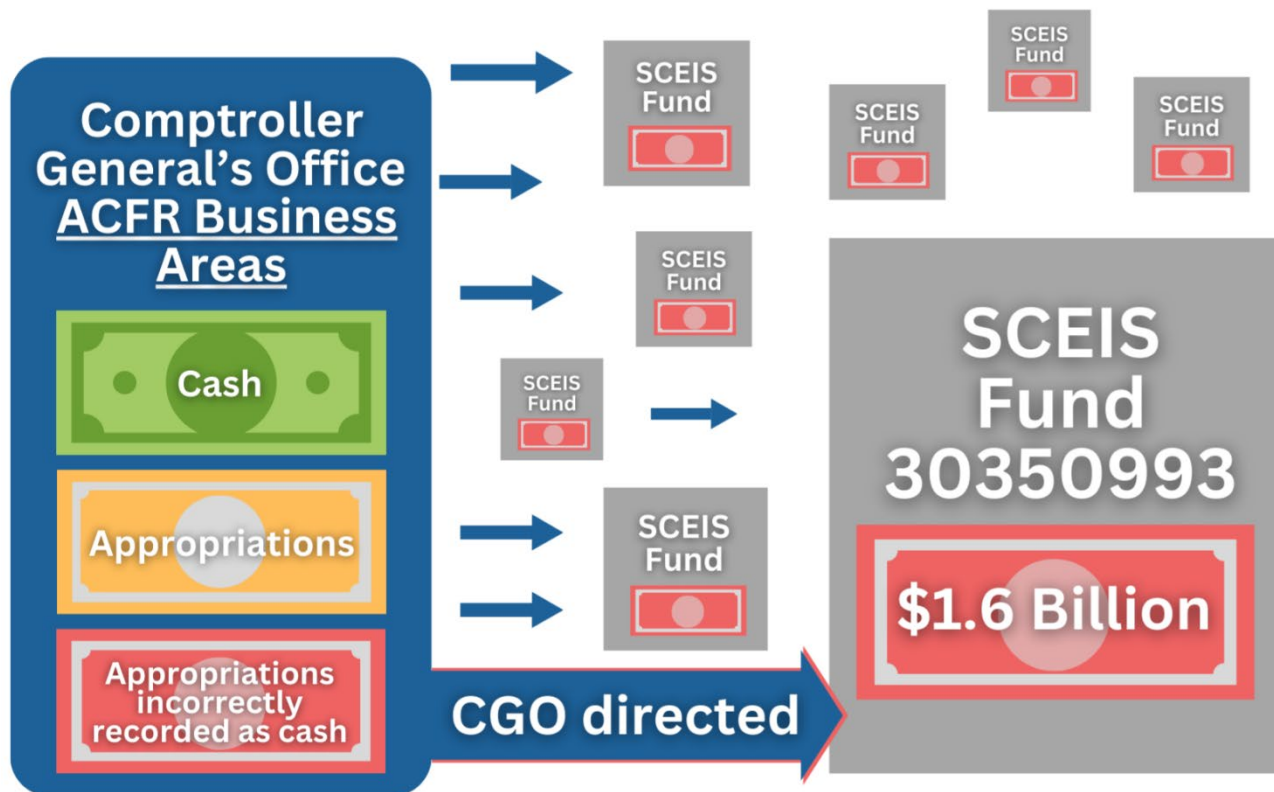 Comptroller
General's Office
ACFR Business
Areas
Cash
Appropriations
Appropriations
incorrectly
recorded as cash
CGO directed
SCEIS
Fund
SCEIS
Fund
SCEIS
Fund
SCEIS
Fund
SCEIS
Fund
SCEIS
Fund
SCEIS
Fund
SCEIS
Fund
30350993
$1.6 Billion